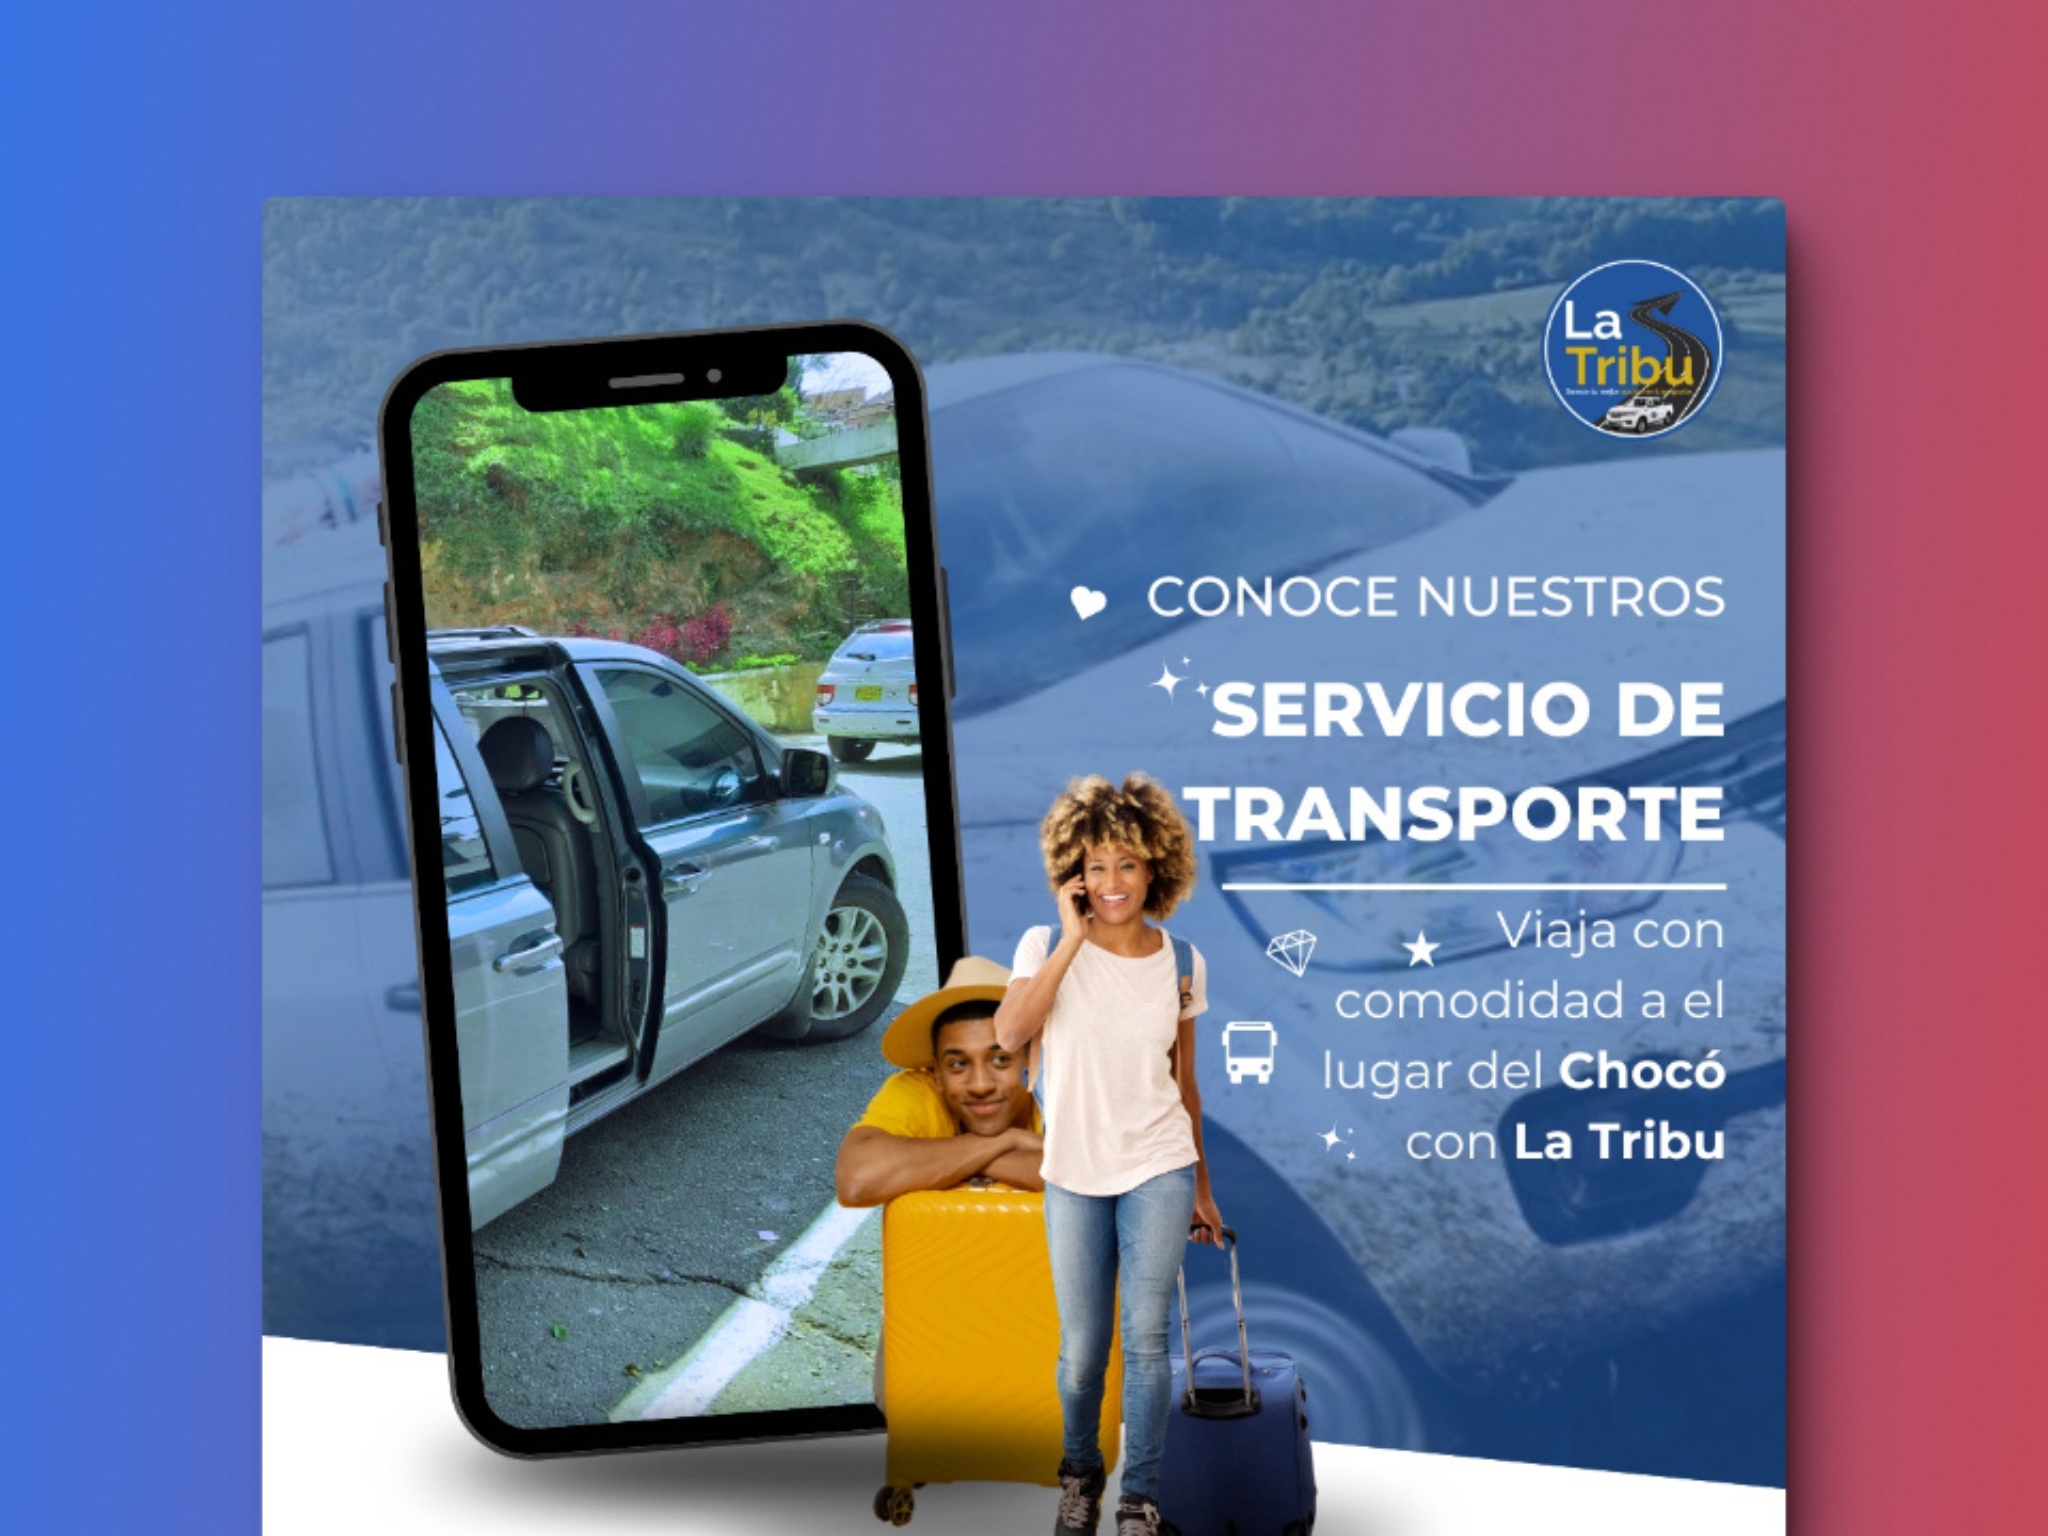 La
Tribu
CONOCE NUESTROS
SERVICIO DE
TRANSPORTE
Viaja con
comodidad a el
lugar del Chocó
con La Tribu